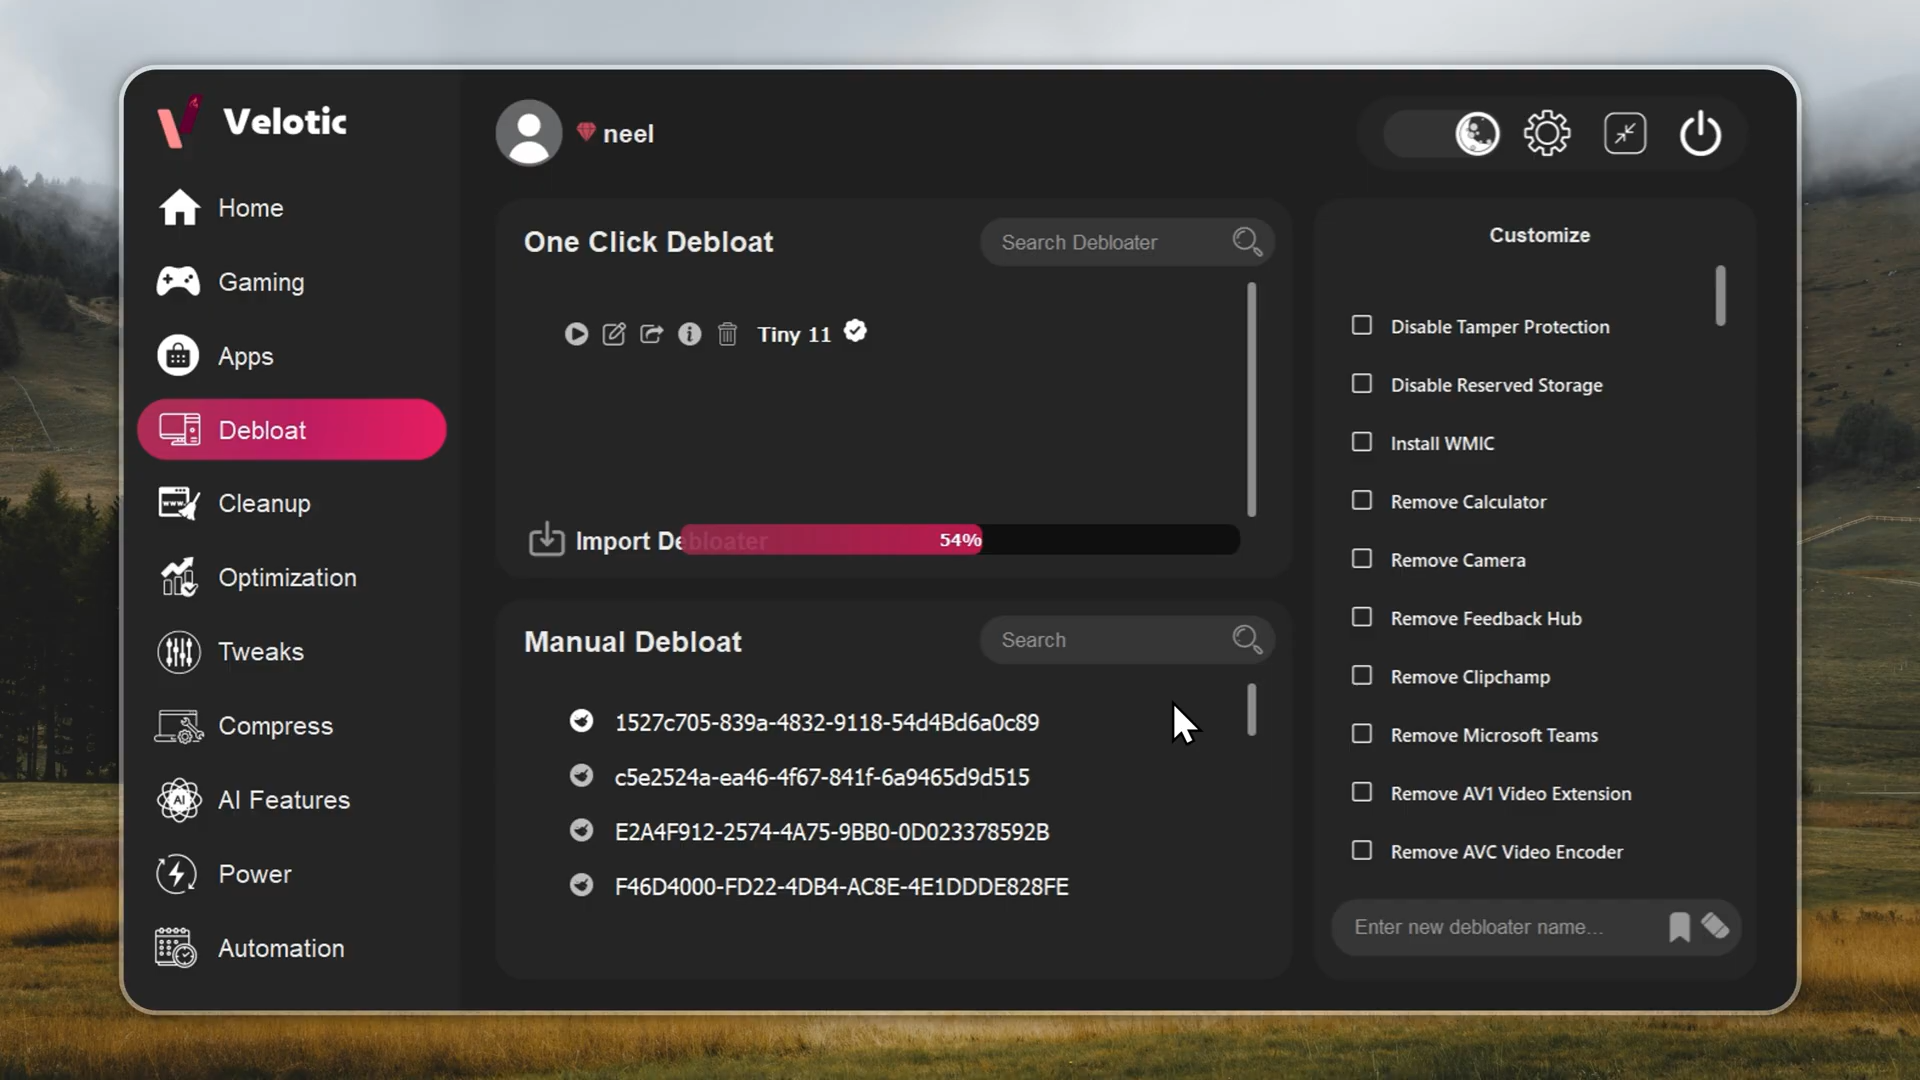 Velotic
neel
Home
Gaming
Apps
Debloat
Cleanup
Optimization
Tweaks
Compress
AI Features
Power
Automation
One Click Debloat
Search Debloater
Tiny 11
Import Debloater
54%
Manual Debloat
Search
1527c705-839a-4832-9118-54d4Bd6a0c89
c5e2524a-ea46-4f67-841f-6a9465d9d515
E2A4F912-2574-4A75-9BB0-0D023378592B
F46D4000-FD22-4DB4-AC8E-4E1DDDE828FE
Customize
Disable Tamper Protection
Disable Reserved Storage
Install WMIC
Remove Calculator
Remove Camera
Remove Feedback Hub
Remove Clipchamp
Remove Microsoft Teams
Remove AV1 Video Extension
Remove AVC Video Encoder
Enter new debloater name...